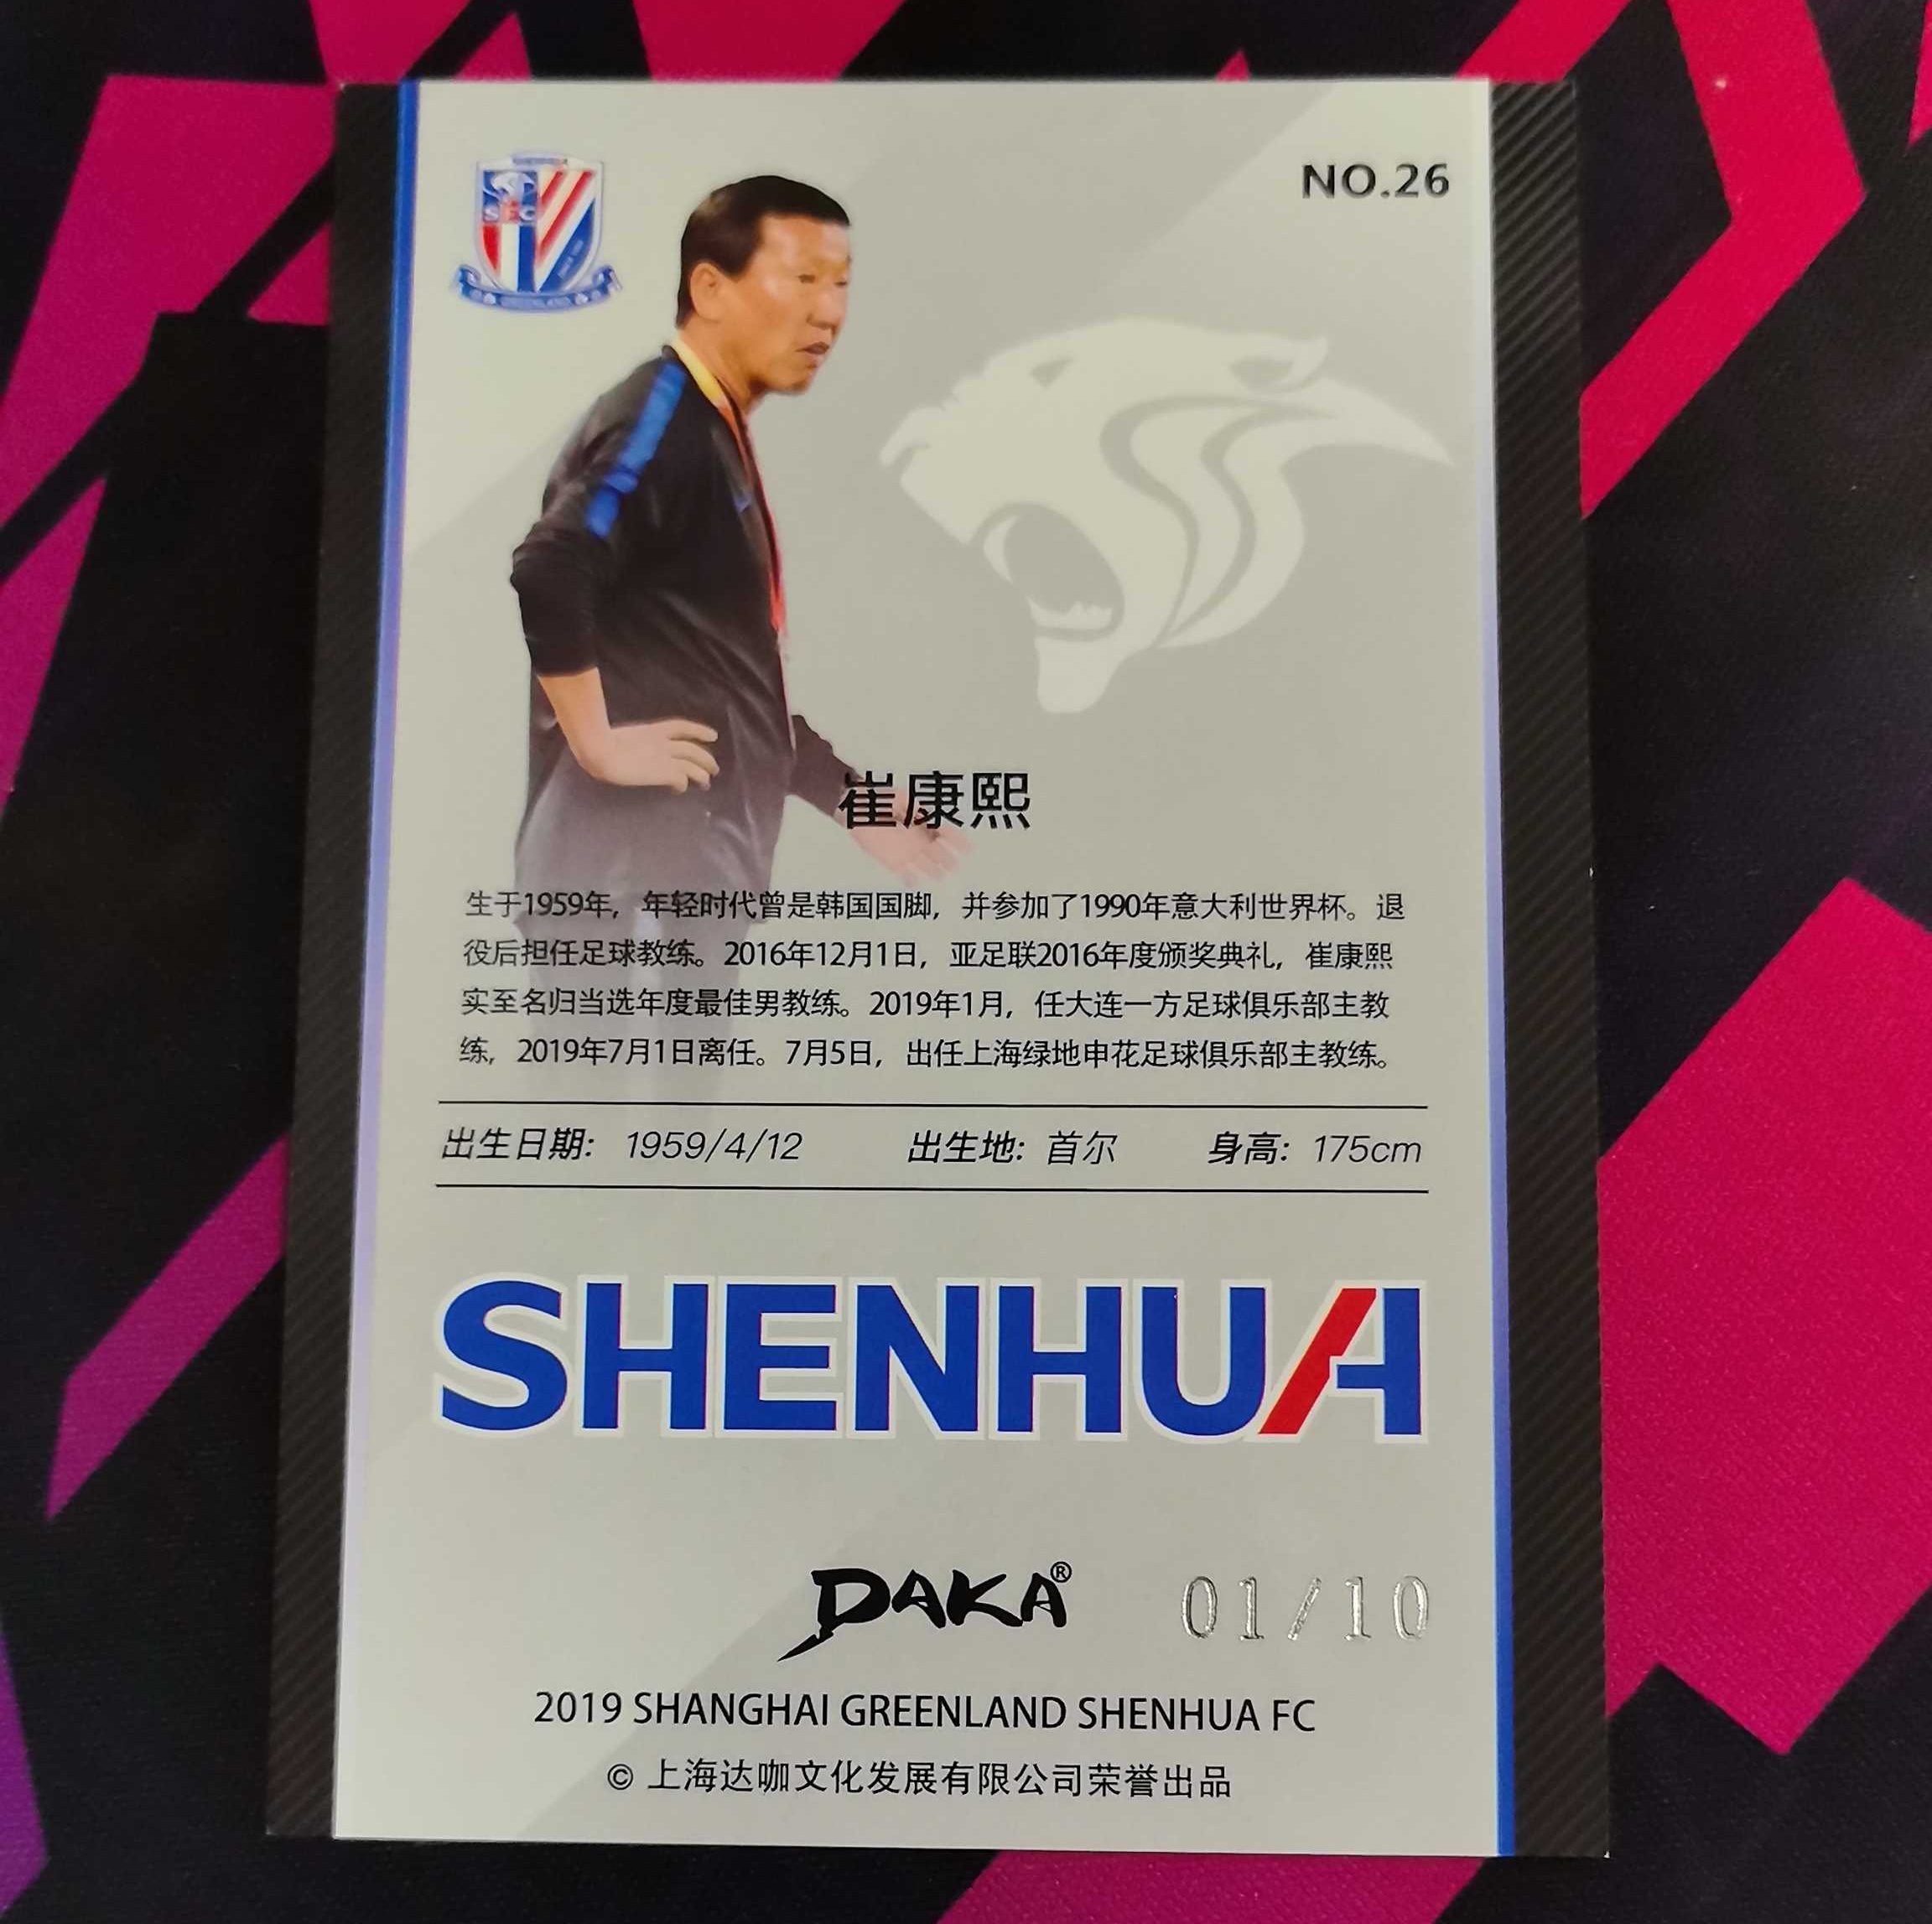 SFC
GREENLAND
NO.26
崔康熙
生于1959年，年轻时代曾是韩国国脚，并参加了1990年意大利世界杯。退
役后担任足球教练。2016年12月1日，亚足联2016年度颁奖典礼，崔康熙
实至名归当选年度最佳男教练。2019年1月，任大连一方足球俱乐部主教
练，2019年7月1日离任。7月5日，出任上海绿地申花足球俱乐部主教练。
出生日期: 1959/4/12 出生地: 首尔 身高: 175cm
SHENHUA
DAKA®
01/10
2019 SHANGHAI GREENLAND SHENHUA FC
© 上海达咖文化发展有限公司荣誉出品